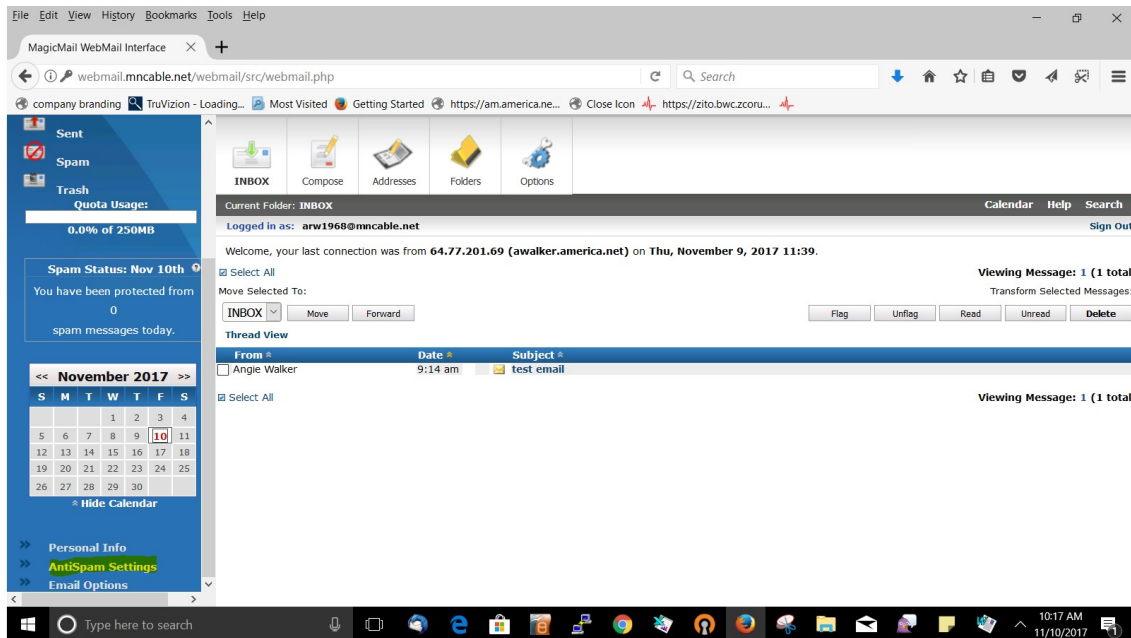 File Edit View History Bookmarks Tools Help
MagicMail WebMail Interface
webmail.mncable.net/webmail/src/webmail.php
Search
company branding TruVizion - Loading... Most Visited Getting Started https://am.america.ne... Close Icon https://zito.bwc.zcoru...
Sent
Spam
Trash
Quota Usage:
0.0% of 250MB
Spam Status: Nov 10th ?
You have been protected from
0
spam messages today.
<< November 2017 >>
S M T W T F S
1 2 3 4
5 6 7 8 9 10 11
12 13 14 15 16 17 18
19 20 21 22 23 24 25
26 27 28 29 30
Hide Calendar
Personal Info
AntiSpam Settings
Email Options
INBOX Compose Addresses Folders Options
Current Folder: INBOX Calendar Help Search
Logged in as: arw1968@mncable.net Sign Out
Welcome, your last connection was from 64.77.201.69 (awalker.america.net) on Thu, November 9, 2017 11:39.
Select All Viewing Message: 1 (1 total
Move Selected To: Transform Selected Messages:
INBOX Move Forward Flag Unflag Read Unread Delete
Thread View
From Date Subject
Angie Walker 9:14 am test email
Select All Viewing Message: 1 (1 total
Type here to search
10:17 AM
11/10/2017
1